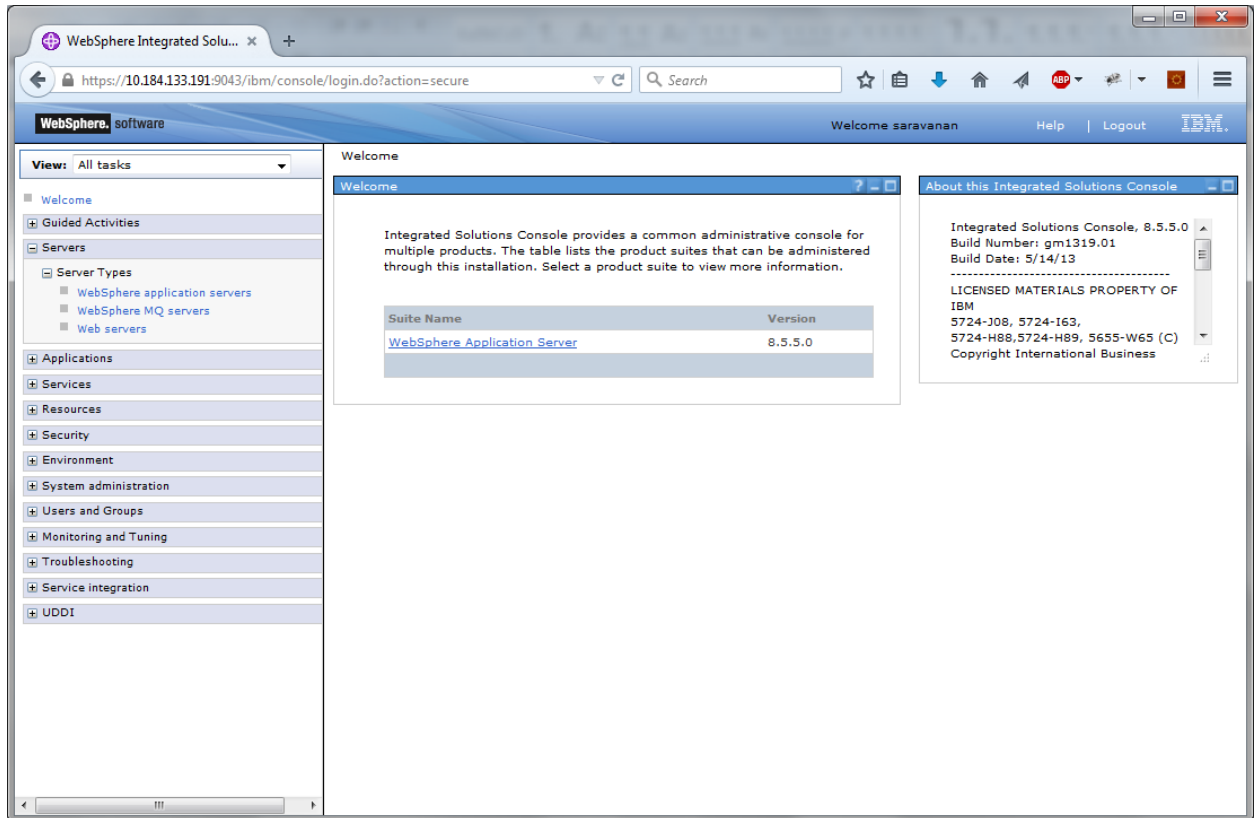 WebSphere Integrated Solu...
https://10.184.133.191:9043/ibm/console/login.do?action=secure
Search
ABP
WebSphere. software
Welcome saravanan
Help | Logout
IBM.
View: All tasks
Welcome
Guided Activities
Servers
Server Types
WebSphere application servers
WebSphere MQ servers
Web servers
Applications
Services
Resources
Security
Environment
System administration
Users and Groups
Monitoring and Tuning
Troubleshooting
Service integration
UDDI
Welcome
Welcome
Integrated Solutions Console provides a common administrative console for
multiple products. The table lists the product suites that can be administered
through this installation. Select a product suite to view more information.
Suite Name Version
WebSphere Application Server 8.5.5.0
About this Integrated Solutions Console
Integrated Solutions Console, 8.5.5.0
Build Number: gm1319.01
Build Date: 5/14/13
----------------------------------------
LICENSED MATERIALS PROPERTY OF
IBM
5724-J08, 5724-I63,
5724-H88,5724-H89, 5655-W65 (C)
Copyright International Business